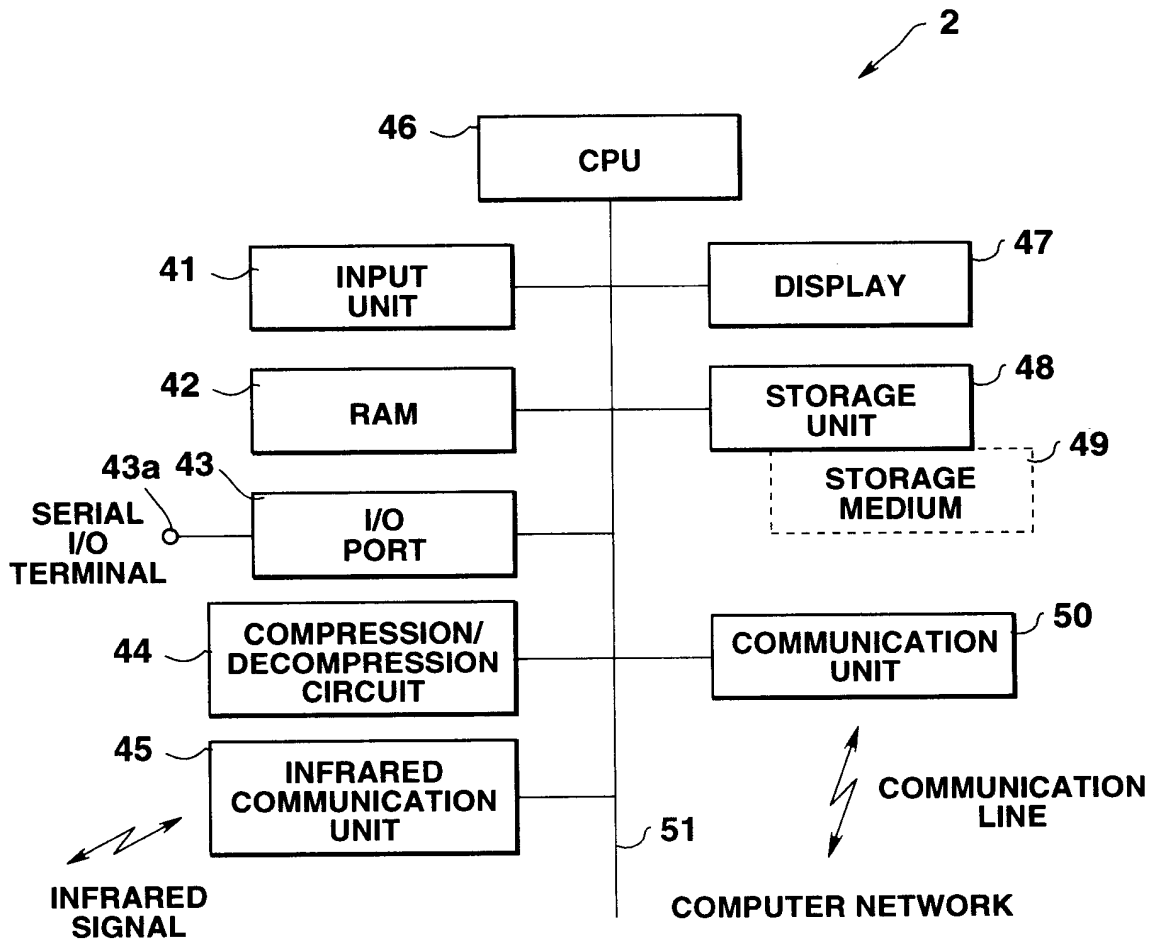 2
46
CPU
41
INPUT
UNIT
47
DISPLAY
42
RAM
48
STORAGE
UNIT
49
STORAGE
MEDIUM
43a
43
SERIAL
I/O
TERMINAL
I/O
PORT
44
COMPRESSION/
DECOMPRESSION
CIRCUIT
50
COMMUNICATION
UNIT
45
INFRARED
COMMUNICATION
UNIT
COMMUNICATION
LINE
51
INFRARED
SIGNAL
COMPUTER NETWORK